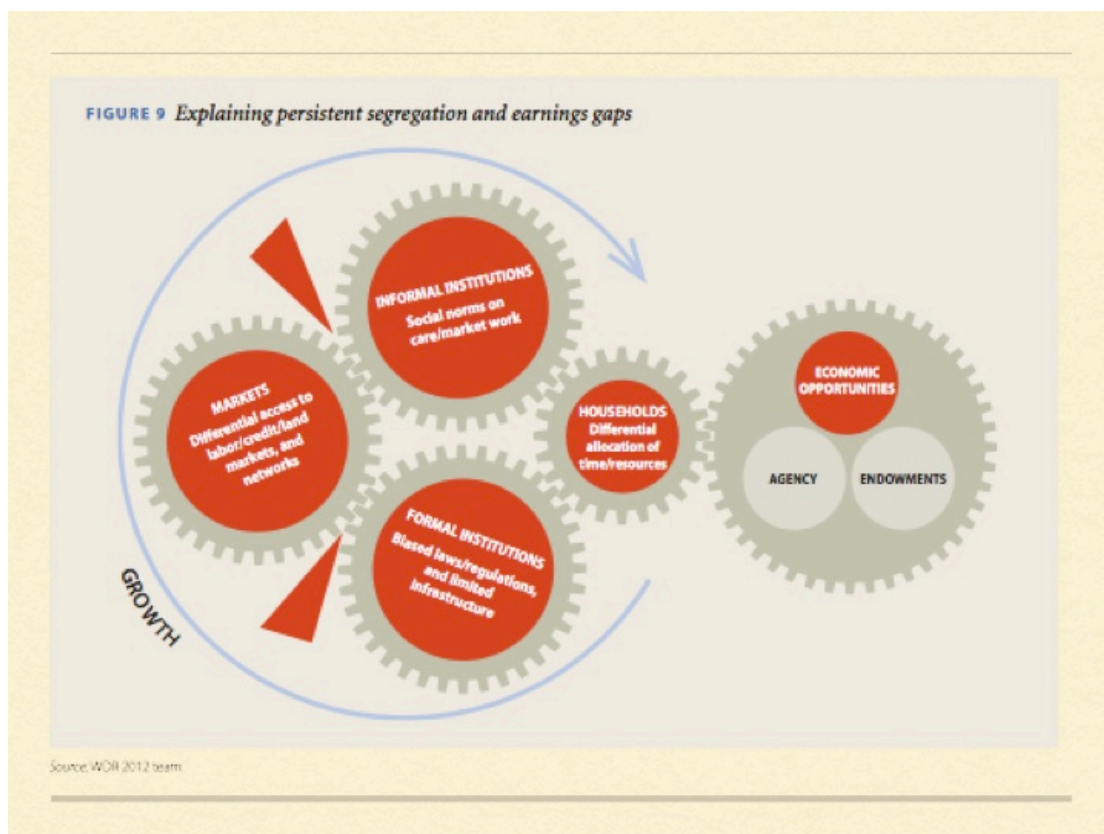 FIGURE 9 Explaining persistent segregation and earnings gaps
INFORMAL INSTITUTIONS
Social norms on
care/market work
MARKETS
Differential access to
labor/credit/land
markets, and
networks
HOUSEHOLDS
Differential
allocation of
time/resources
ECONOMIC
OPPORTUNITIES
AGENCY
ENDOWMENTS
FORMAL INSTITUTIONS
Biased laws/regulations,
and limited
infrastructure
GROWTH
Source: WDR 2012 team.